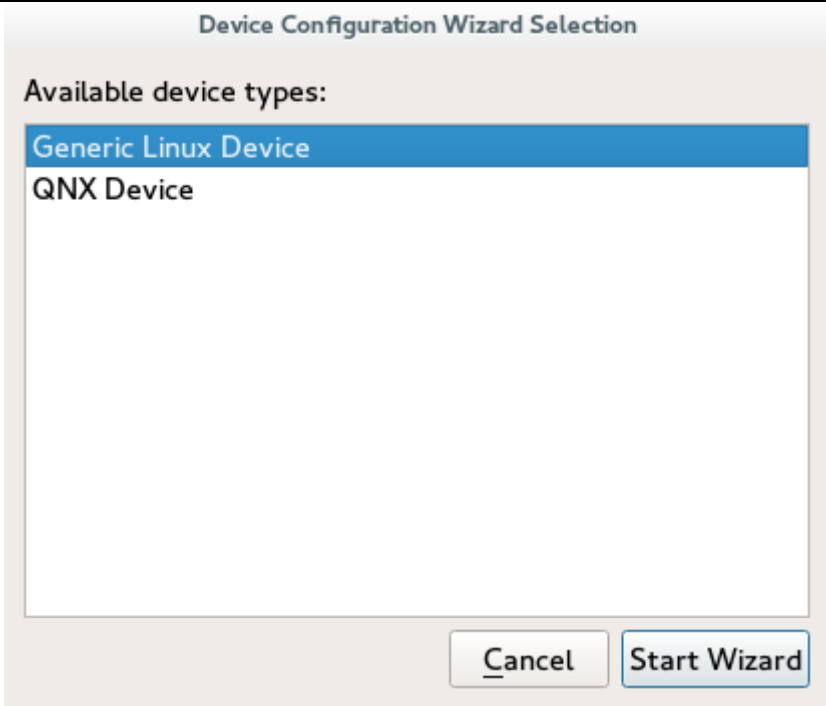 Device Configuration Wizard Selection
Available device types:
Generic Linux Device
QNX Device
Cancel
Start Wizard